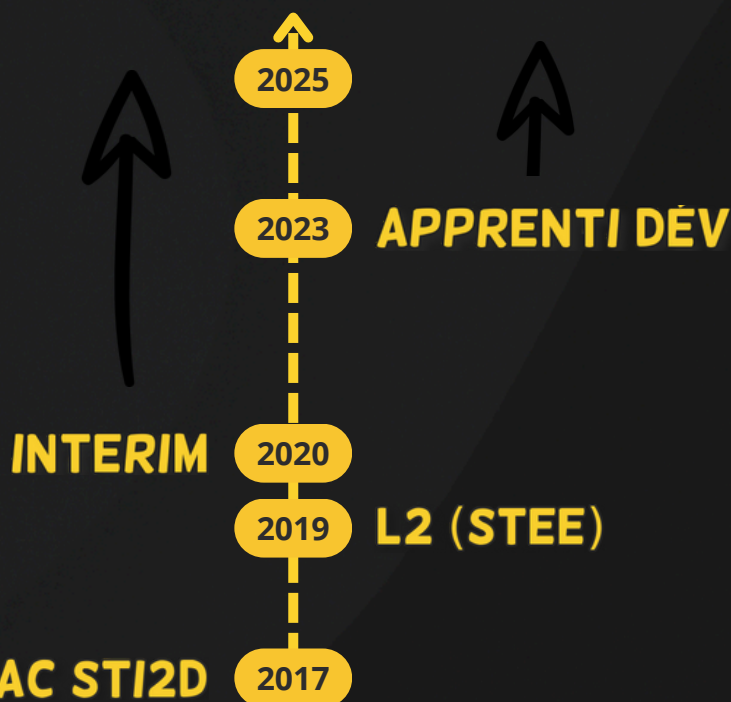 2025
2023 APPRENTI DÉV
INTERIM 2020
2019 L2 (STEE)
AC STI2D 2017